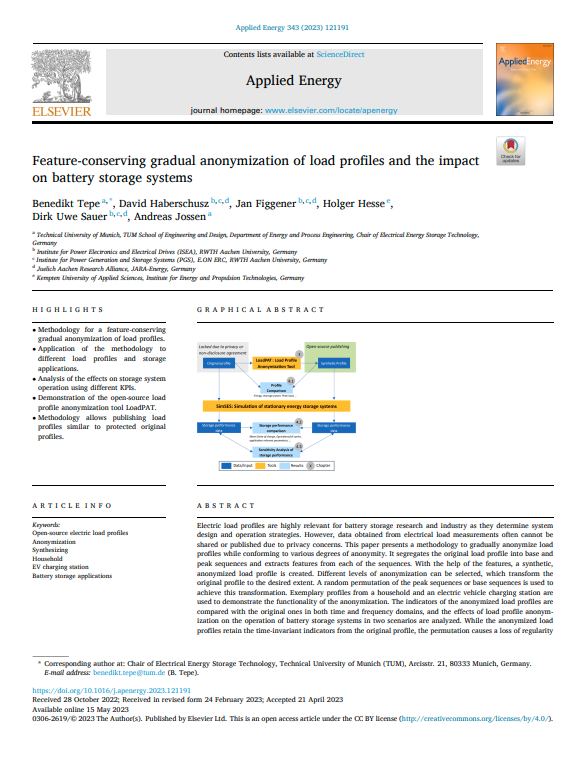 Applied Energy 343 (2023) 121191
ELSEVIER
Contents lists available at ScienceDirect
Applied Energy
journal homepage: www.elsevier.com/locate/apenergy
AppliedEnergy
Check for
updates
Feature-conserving gradual anonymization of load profiles and the impact
on battery storage systems
Benedikt Tepe a,*, David Haberschusz b,c,d, Jan Figgener b,c,d, Holger Hesse e,
Dirk Uwe Sauer b,c,d, Andreas Jossen a
a Technical University of Munich, TUM School of Engineering and Design, Department of Energy and Process Engineering, Chair of Electrical Energy Storage Technology,
Germany
b Institute for Power Electronics and Electrical Drives (ISEA), RWTH Aachen University, Germany
c Institute for Power Generation and Storage Systems (PGS), E.ON ERC, RWTH Aachen University, Germany
d Juelich Aachen Research Alliance, JARA-Energy, Germany
e Kempten University of Applied Sciences, Institute for Energy and Propulsion Technologies, Germany
HIGHLIGHTS
• Methodology for a feature-conserving
gradual anonymization of load profiles.
• Application of the methodology to
different load profiles and storage
applications.
• Analysis of the effects on storage system
operation using different KPIs.
• Demonstration of the open-source load
profile anonymization tool LoadPAT.
• Methodology allows publishing load
profiles similar to protected original
profiles.
GRAPHICAL ABSTRACT
Locked due to privacy or
non-disclosure agreement
Open source publishing
Original profile
LoadPAT: Load Profile
Anonymization Tool
Synthetic Profile
Profile
Comparison
SimSES: Simulation of stationary energy storage systems
Storage performance
data
Storage performance
comparison
Storage performance
data
Sensitivity Analysis of
storage performance
Data/Input
Tools
Results
Chapter
ARTICLE INFO
Keywords:
Open-source electric load profiles
Anonymization
Synthesizing
Household
EV charging station
Battery storage applications
ABSTRACT
Electric load profiles are highly relevant for battery storage research and industry as they determine system
design and operation strategies. However, data obtained from electrical load measurements often cannot be
shared or published due to privacy concerns. This paper presents a methodology to gradually anonymize load
profiles while conforming to various degrees of anonymity. It segregates the original load profile into base and
peak sequences and extracts features from each of the sequences. With the help of the features, a synthetic,
anonymized load profile is created. Different levels of anonymization can be selected, which transform the
original profile to the desired extent. A random permutation of the peak sequences or base sequences is used to
achieve this transformation. Exemplary profiles from a household and an electric vehicle charging station are
used to demonstrate the functionality of the anonymization. The indicators of the anonymized load profiles are
compared with the original ones in both time and frequency domains, and the effects of load profile anonym-
ization on the operation of battery storage systems in two scenarios are analyzed. While the anonymized load
profiles retain the time-invariant indicators from the original profile, the permutation causes a loss of regularity
* Corresponding author at: Chair of Electrical Energy Storage Technology, Technical University of Munich (TUM), Arcisstr. 21, 80333 Munich, Germany.
E-mail address: benedikt.tepe@tum.de (B. Tepe).
https://doi.org/10.1016/j.apenergy.2023.121191
Received 28 October 2022; Received in revised form 24 February 2023; Accepted 21 April 2023
Available online 15 May 2023
0306-2619/© 2023 The Author(s). Published by Elsevier Ltd. This is an open access article under the CC BY license (http://creativecommons.org/licenses/by/4.0/).